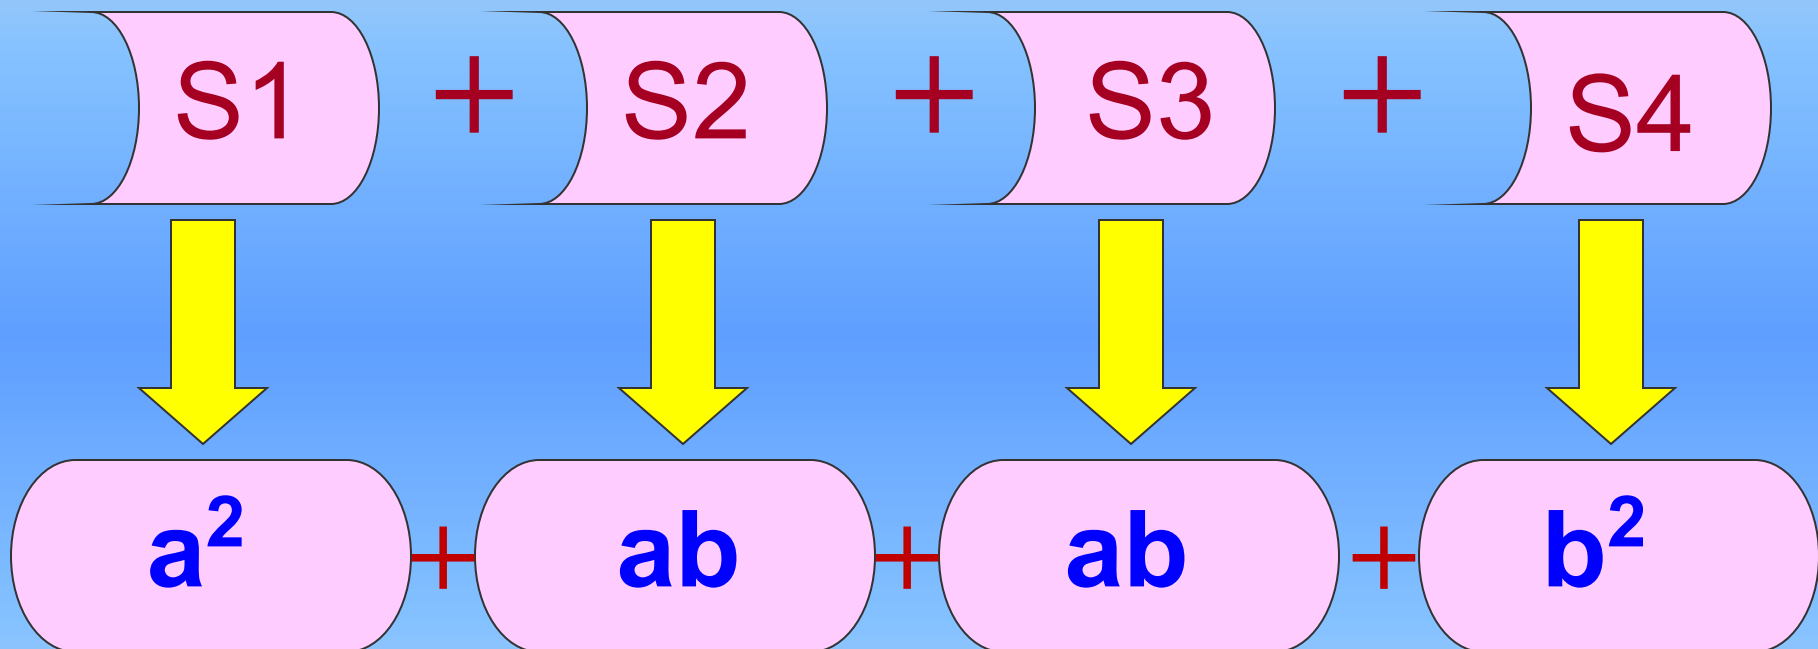 S1 + S2 + S3 + S4
a² + ab + ab + b²